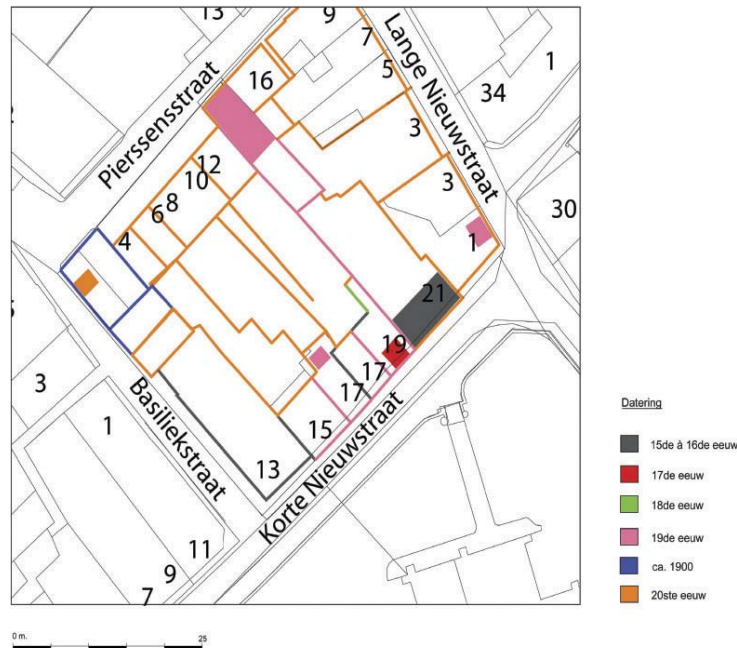 13
9
7
Lange Nieuwstraat
5
1
34
16
Pierssensstraat
3
12
10
3
8
6
30
4
1
21
19
17
3
17
Basiliekstraat
1
15
Korte Nieuwstraat
13
11
9
7
Datering
15de à 16de eeuw
17de eeuw
18de eeuw
19de eeuw
ca. 1900
20ste eeuw
0 m.
25